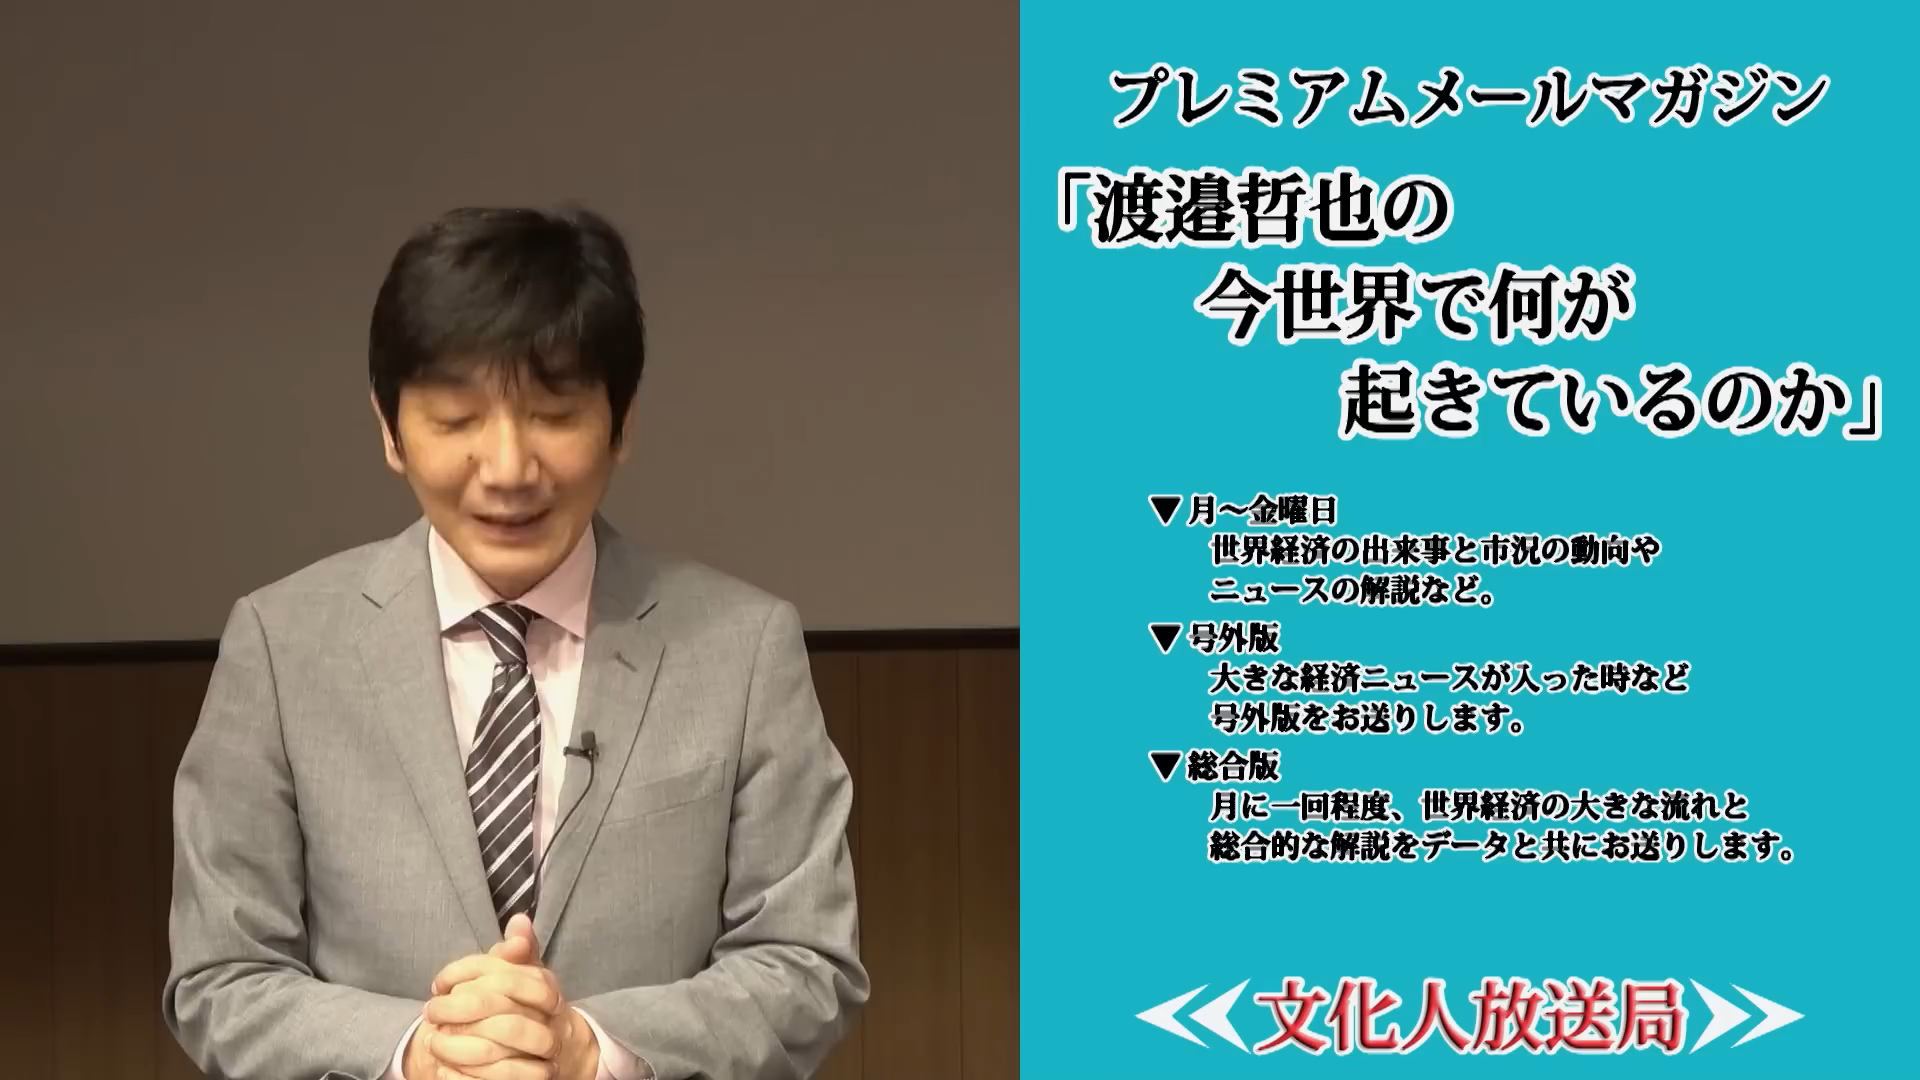 プレミアムメールマガジン
「渡邉哲也の
今世界で何が
起きているのか」
▼月～金曜日
世界経済の出来事と市況の動向や
ニュースの解説など。
▼号外版
大きな経済ニュースが入った時など
号外版をお送りします。
▼総合版
月に一回程度、世界経済の大きな流れと
総合的な解説をデータと共にお送りします。
文化人放送局